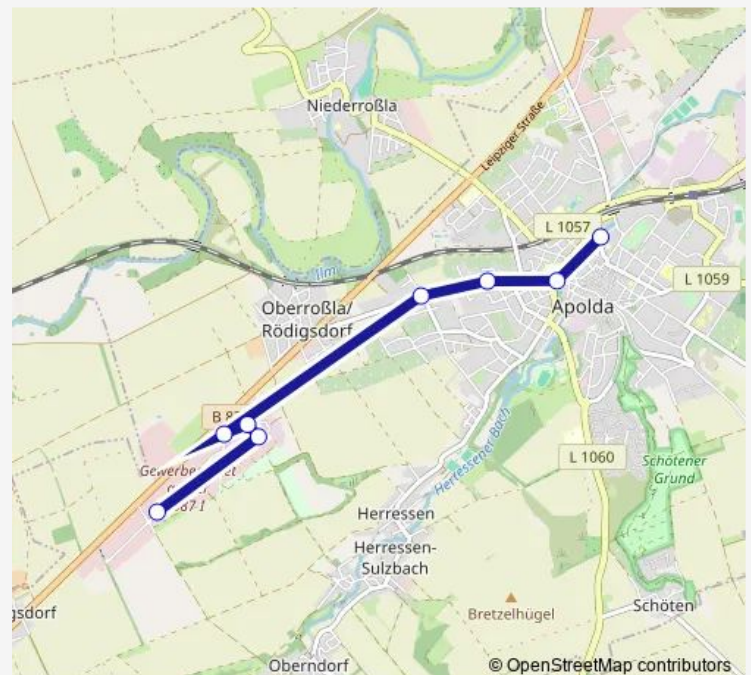 Niederroßla
Leipziger Straße
L 1057
Ilm
L 1059
Oberroßla/
Rödigsdorf
Apolda
B 87
L 1060
Schötener
Grund
Herressener Bach
Herressen
Herressen-
Sulzbach
Bretzelhügel
Schöten
gsdorf
Oberndorf
© OpenStreetMap contributors